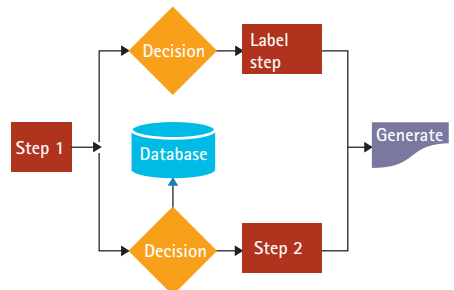 Decision
Label
step
Step 1
Database
Generate
Decision
Step 2